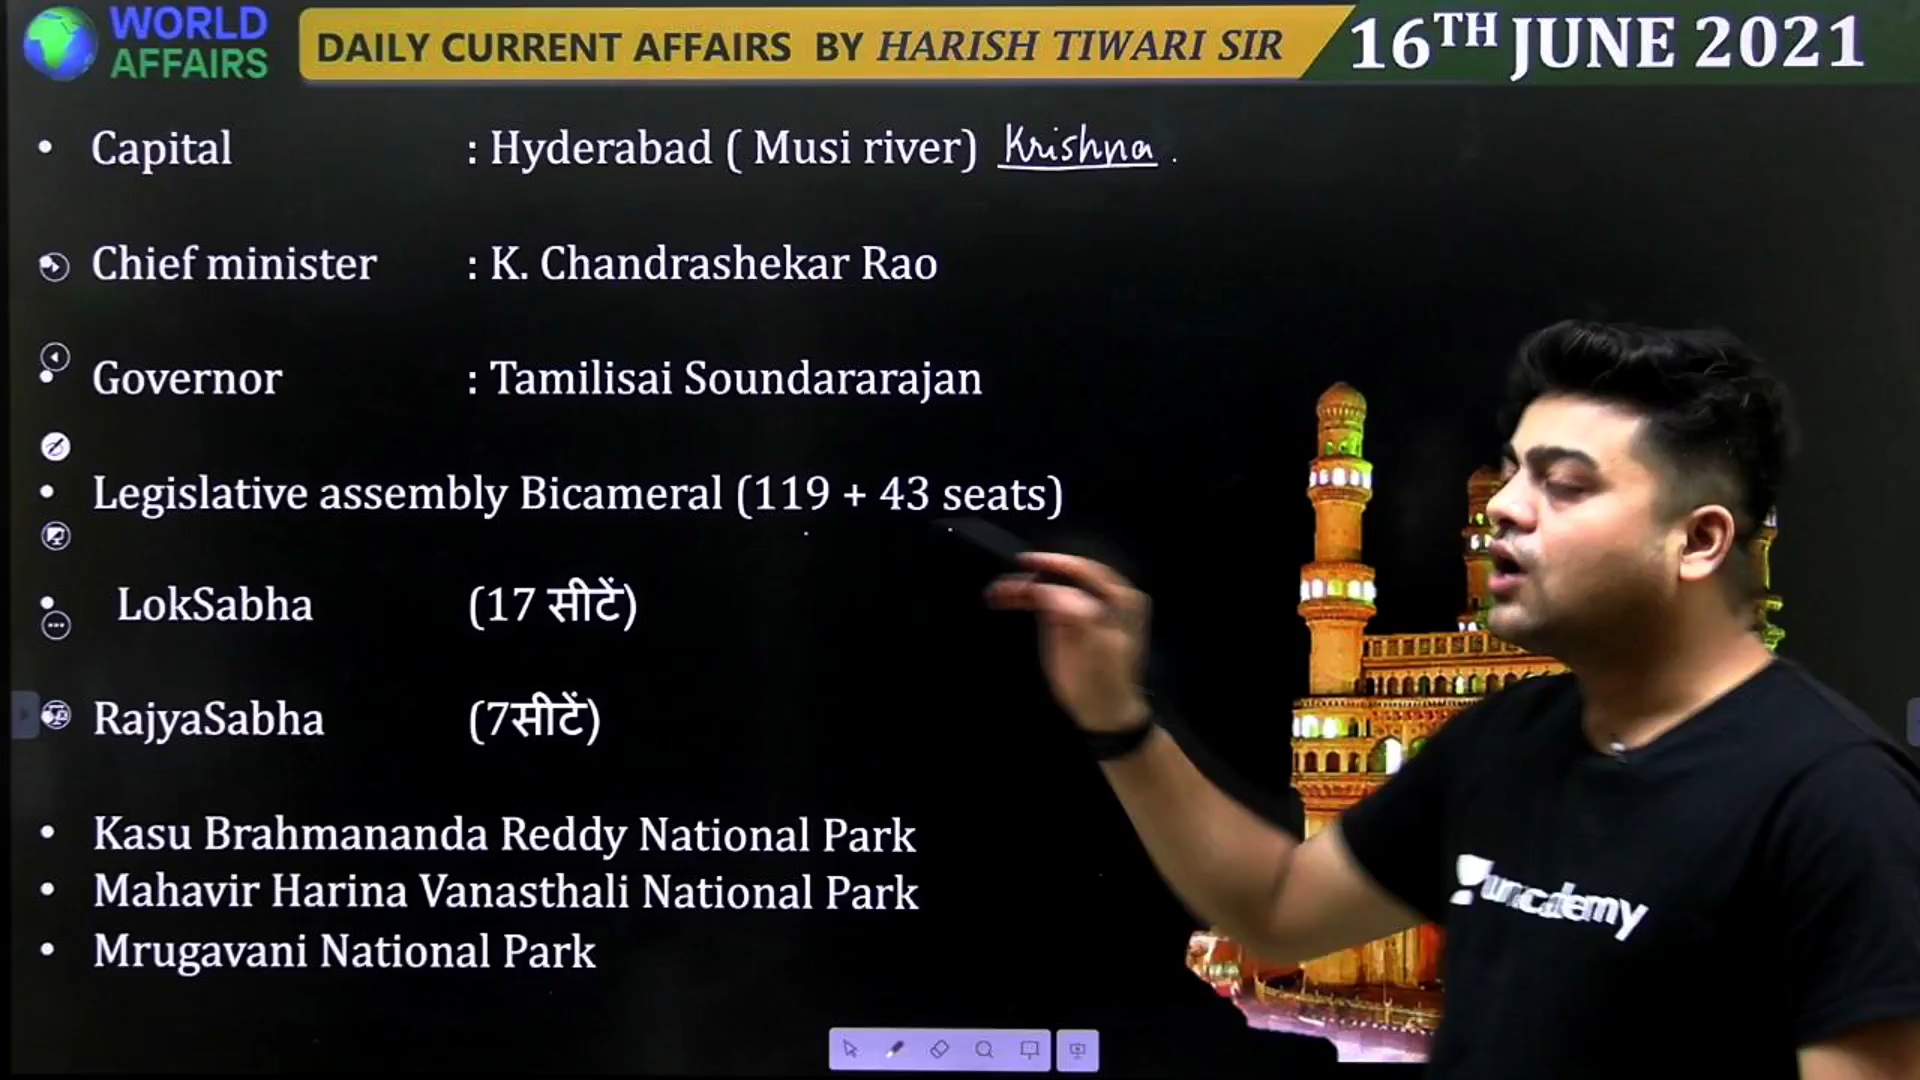 WORLD AFFAIRS
DAILY CURRENT AFFAIRS BY HARISH TIWARI SIR
16TH JUNE 2021
• Capital : Hyderabad ( Musi river) Krishna .
• Chief minister : K. Chandrashekar Rao
• Governor : Tamilisai Soundararajan
• Legislative assembly Bicameral (119 + 43 seats)
• LokSabha (17 सीटें)
• RajyaSabha (7सीटें)
• Kasu Brahmananda Reddy National Park
• Mahavir Harina Vanasthali National Park
• Mrugavani National Park
unacademy